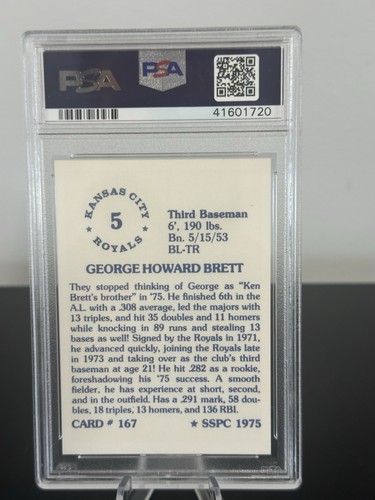 PSA
PSA
41601720
KANSAS CITY
5
★ ROYALS ★
Third Baseman
6', 190 lbs.
Bn. 5/15/53
BL-TR
GEORGE HOWARD BRETT
They stopped thinking of George as "Ken
Brett's brother" in '75. He finished 6th in the
A.L. with a .308 average, led the majors with
13 triples, and hit 35 doubles and 11 homers
while knocking in 89 runs and stealing 13
bases as well! Signed by the Royals in 1971,
he advanced quickly, joining the Royals late
in 1973 and taking over as the club's third
baseman at age 21! He hit .282 as a rookie,
foreshadowing his '75 success. A smooth
fielder, he has experience at short, second,
and in the outfield. Has a .291 mark, 58 dou-
bles, 18 triples, 13 homers, and 136 RBI.
CARD # 167
★ SSPC 1975